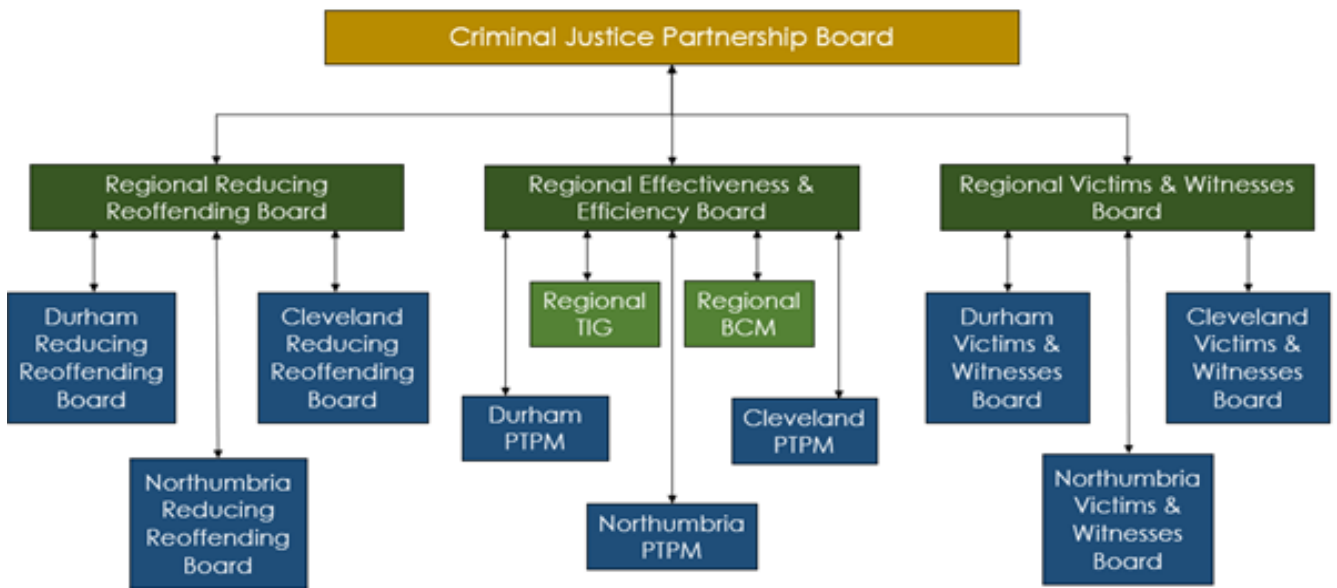 Criminal Justice Partnership Board
Regional Reducing
Reoffending Board
Regional Effectiveness &
Efficiency Board
Regional Victims & Witnesses
Board
Durham
Reducing
Reoffending
Board
Cleveland
Reducing
Reoffending
Board
Northumbria
Reducing
Reoffending
Board
Regional
TIG
Regional
BCM
Durham
PTPM
Cleveland
PTPM
Northumbria
PTPM
Durham
Victims &
Witnesses
Board
Cleveland
Victims &
Witnesses
Board
Northumbria
Victims &
Witnesses
Board